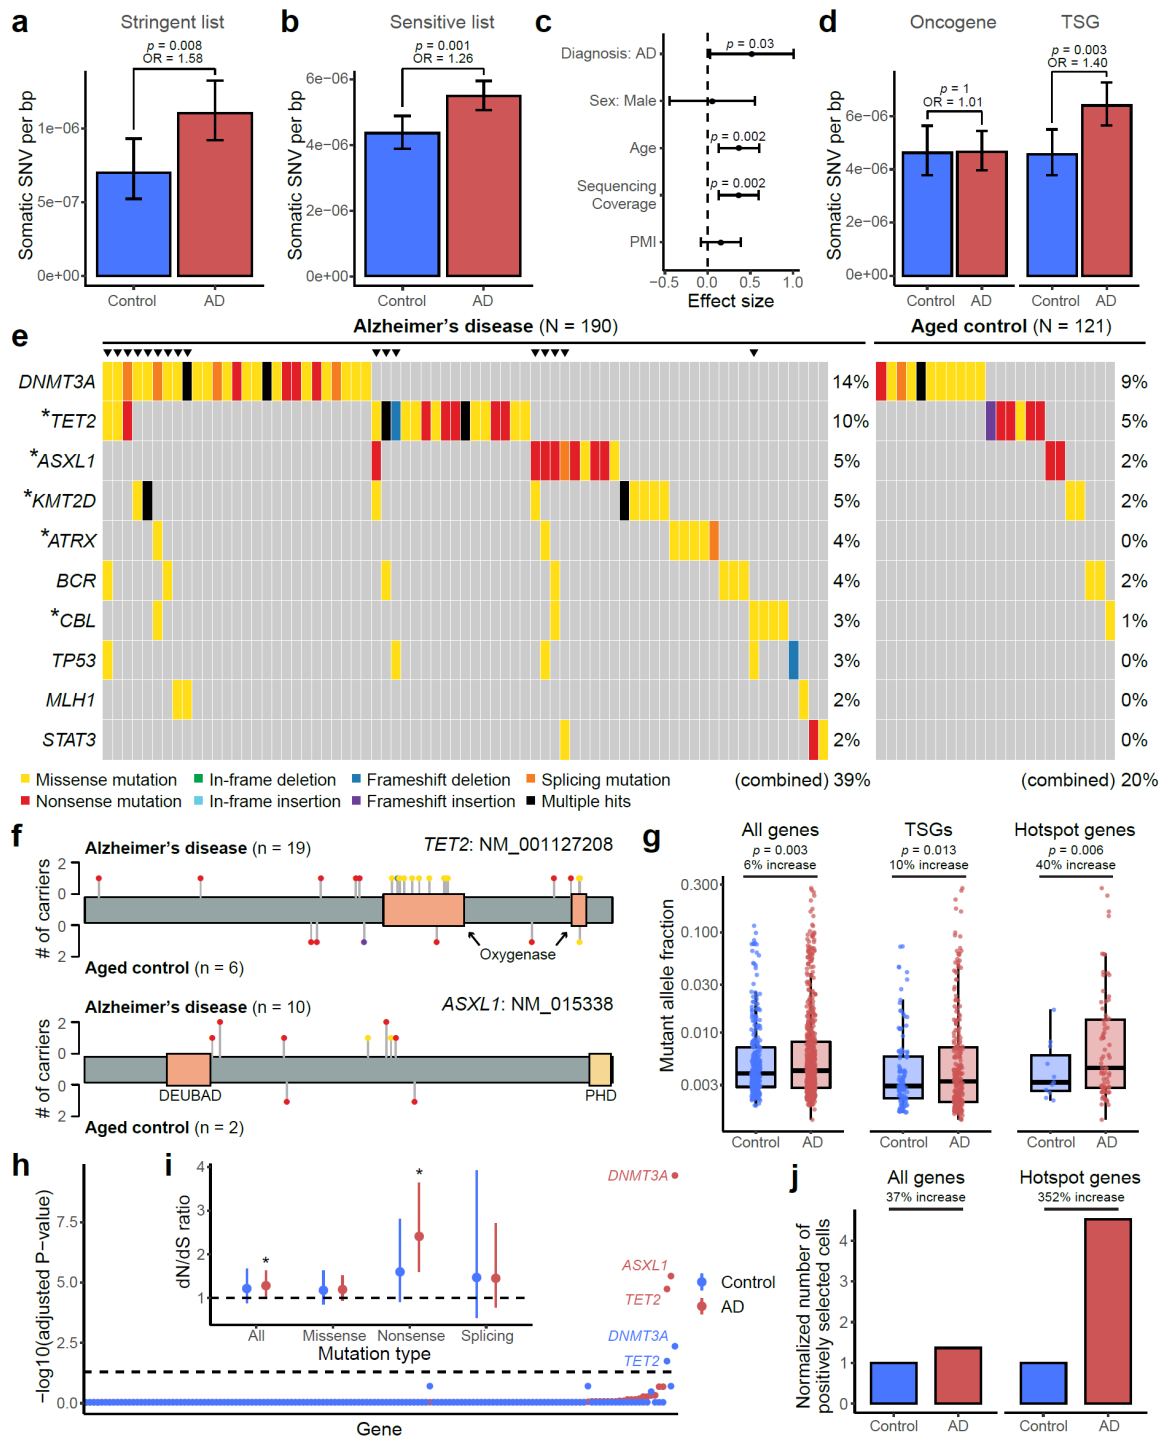 a
Stringent list
p = 0.008
OR = 1.58
Somatic SNV per bp
1e−06
5e−07
0e+00
Control
AD
b
Sensitive list
p = 0.001
OR = 1.26
Somatic SNV per bp
6e−06
4e−06
2e−06
0e+00
Control
AD
c
Diagnosis: AD
Sex: Male
Age
Sequencing
Coverage
PMI
p = 0.03
p = 0.002
p = 0.002
−0.5
0.0
0.5
1.0
Effect size
d
Oncogene
TSG
p = 1
OR = 1.01
p = 0.003
OR = 1.40
Somatic SNV per bp
6e−06
4e−06
2e−06
0e+00
Control
AD
Control
AD
e
Alzheimer's disease (N = 190)
Aged control (N = 121)
DNMT3A
14%
9%
*TET2
10%
5%
*ASXL1
5%
2%
*KMT2D
5%
2%
*ATRX
4%
0%
BCR
4%
2%
*CBL
3%
1%
TP53
3%
0%
MLH1
2%
0%
STAT3
2%
0%
(combined) 39%
(combined) 20%
Missense mutation
In-frame deletion
Frameshift deletion
Splicing mutation
Nonsense mutation
In-frame insertion
Frameshift insertion
Multiple hits
f
Alzheimer's disease (n = 19)
TET2: NM_001127208
# of carriers
2
0
0
2
Oxygenase
Aged control (n = 6)
Alzheimer's disease (n = 10)
ASXL1: NM_015338
# of carriers
2
0
0
2
DEUBAD
PHD
Aged control (n = 2)
g
All genes
p = 0.003
6% increase
TSGs
p = 0.013
10% increase
Hotspot genes
p = 0.006
40% increase
Mutant allele fraction
0.300
0.100
0.030
0.010
0.003
Control
AD
Control
AD
Control
AD
h
−log10(adjusted P−value)
7.5
5.0
2.5
0.0
Gene
DNMT3A
ASXL1
TET2
DNMT3A
TET2
Control
AD
i
dN/dS ratio
4
3
2
1
*
*
All
Missense
Nonsense
Splicing
Mutation type
j
All genes
37% increase
Hotspot genes
352% increase
Normalized number of
positively selected cells
4
3
2
1
0
Control
AD
Control
AD